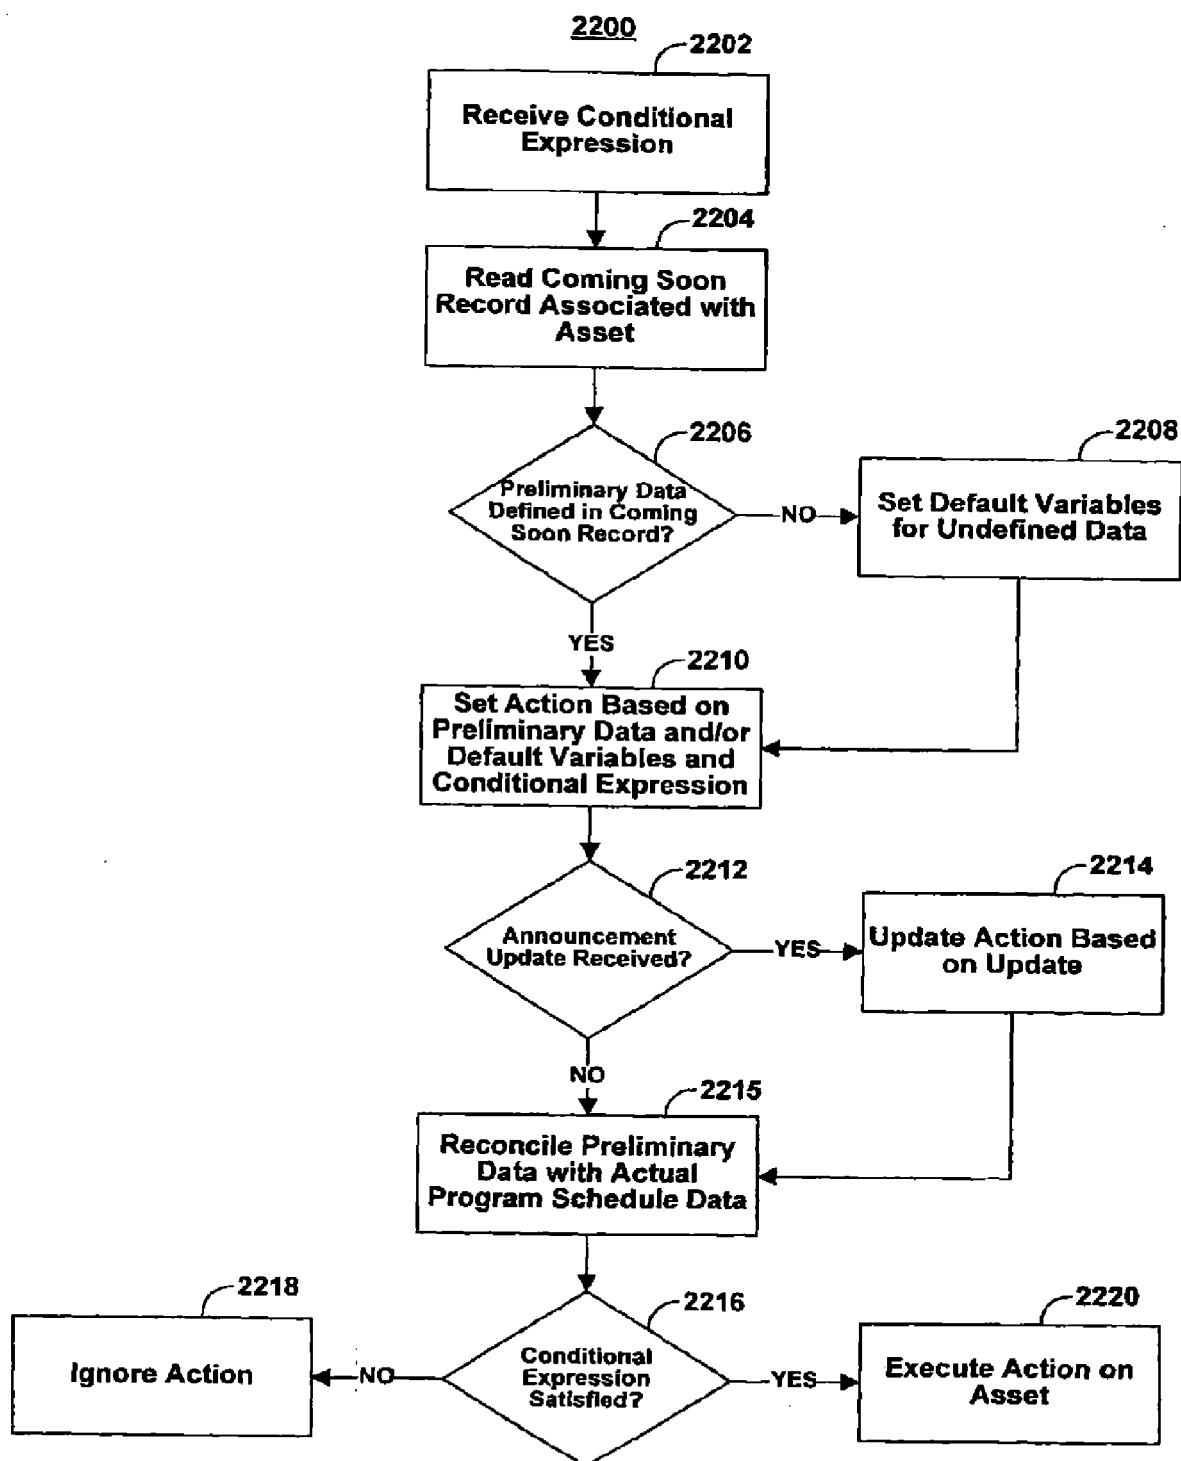 2200
2202
Receive Conditional
Expression
2204
Read Coming Soon
Record Associated with
Asset
2206
Preliminary Data
Defined in Coming
Soon Record?
NO
2208
Set Default Variables
for Undefined Data
YES
2210
Set Action Based on
Preliminary Data and/or
Default Variables and
Conditional Expression
2212
Announcement
Update Received?
YES
2214
Update Action Based
on Update
NO
2215
Reconcile Preliminary
Data with Actual
Program Schedule Data
2218
Ignore Action
NO
2216
Conditional
Expression
Satisfied?
YES
2220
Execute Action on
Asset